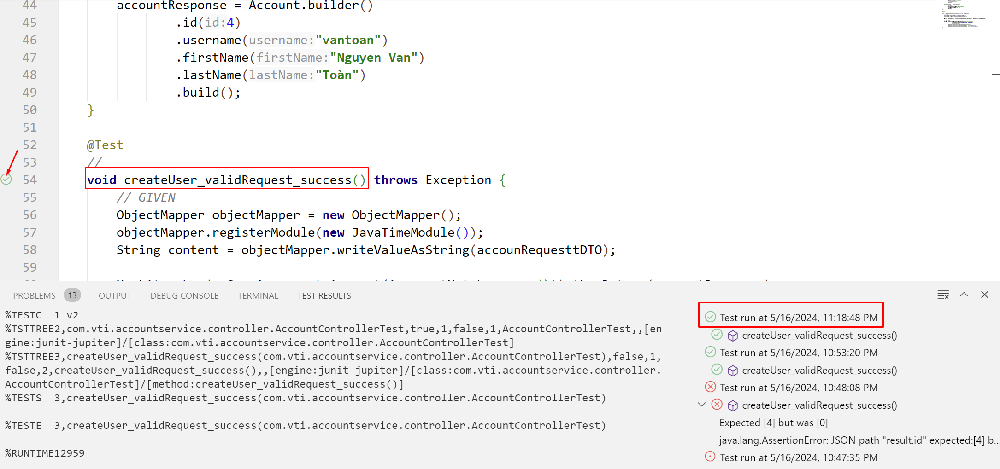 44 accountResponse = Account.builder()
45 .id(id:4)
46 .username(username:"vantoan")
47 .firstName(firstName:"Nguyen Van")
48 .lastName(lastName:"Toàn")
49 .build();
50 }
51
52 @Test
53 //
54 void createUser_validRequest_success() throws Exception {
55 // GIVEN
56 ObjectMapper objectMapper = new ObjectMapper();
57 objectMapper.registerModule(new JavaTimeModule());
58 String content = objectMapper.writeValueAsString(accounRequesttDTO);
59
PROBLEMS 13 OUTPUT DEBUG CONSOLE TERMINAL TEST RESULTS
%TESTC 1 v2
%TSTTREE2,com.vti.accountservice.controller.AccountControllerTest,true,1,false,1,AccountControllerTest,,[en
gine:junit-jupiter]/[class:com.vti.accountservice.controller.AccountControllerTest]
%TSTTREE3,createUser_validRequest_success(com.vti.accountservice.controller.AccountControllerTest),false,1,
false,2,createUser_validRequest_success(),,[engine:junit-jupiter]/[class:com.vti.accountservice.controller.
AccountControllerTest]/[method:createUser_validRequest_success()]
%TESTS 3,createUser_validRequest_success(com.vti.accountservice.controller.AccountControllerTest)
%TESTE 3,createUser_validRequest_success(com.vti.accountservice.controller.AccountControllerTest)
%RUNTIME12959
Test run at 5/16/2024, 11:18:48 PM
createUser_validRequest_success()
Test run at 5/16/2024, 10:53:20 PM
createUser_validRequest_success()
Test run at 5/16/2024, 10:48:08 PM
createUser_validRequest_success()
Expected [4] but was [0]
java.lang.AssertionError: JSON path "result.id" expected:[4] b...
Test run at 5/16/2024, 10:47:35 PM